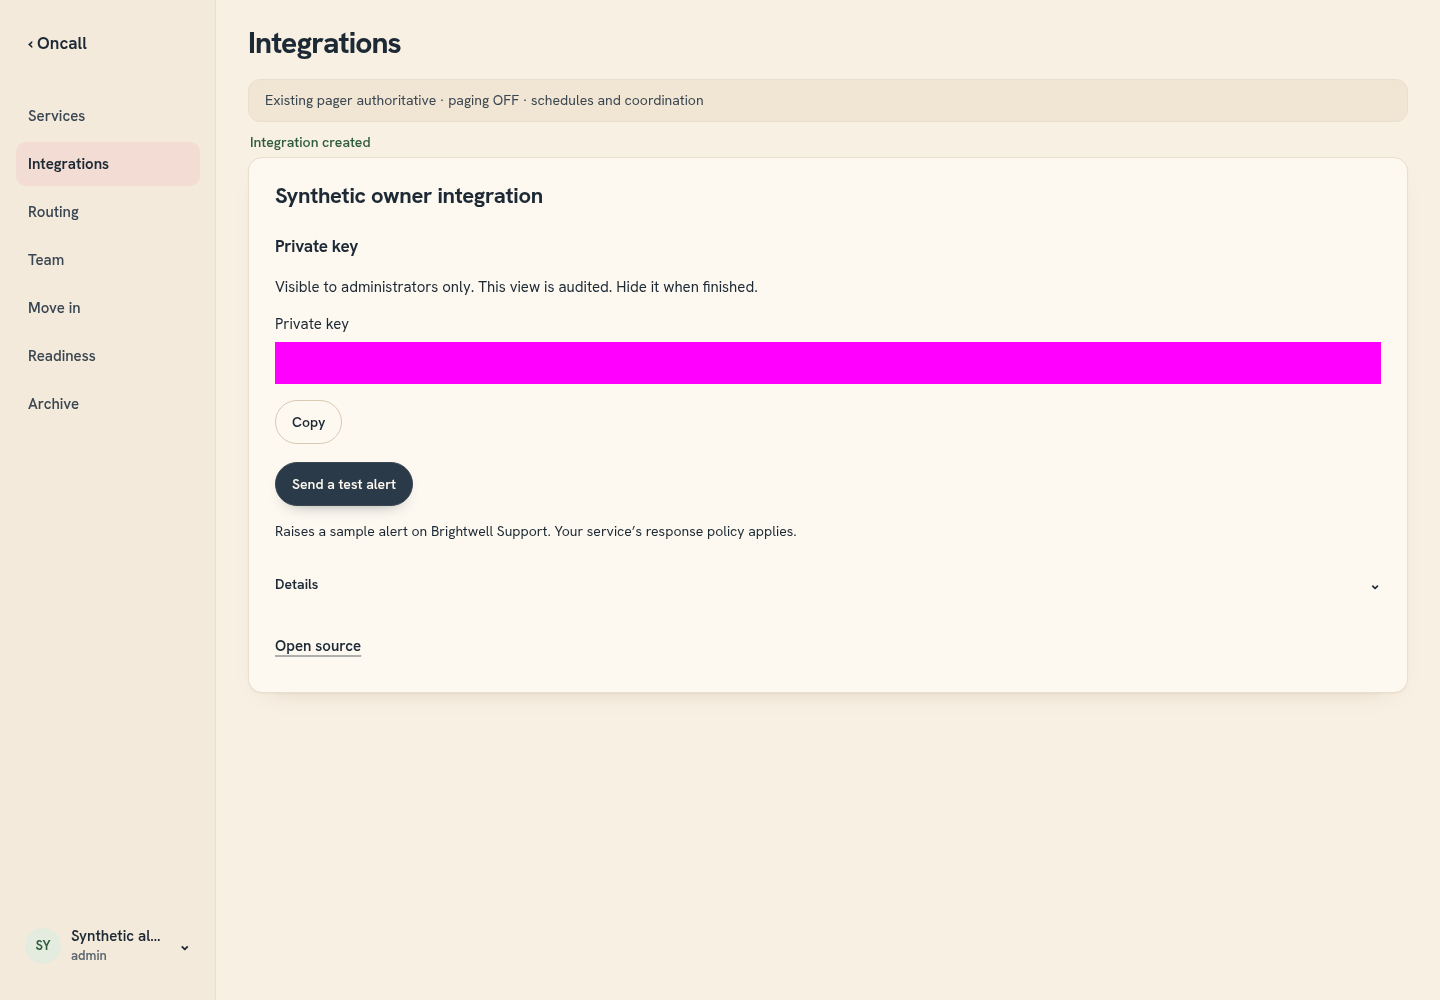 ‹ Oncall
Services
Integrations
Routing
Team
Move in
Readiness
Archive
SY
Synthetic al…
admin
Integrations
Existing pager authoritative · paging OFF · schedules and coordination
Integration created
Synthetic owner integration
Private key
Visible to administrators only. This view is audited. Hide it when finished.
Private key
Copy
Send a test alert
Raises a sample alert on Brightwell Support. Your service’s response policy applies.
Details
Open source